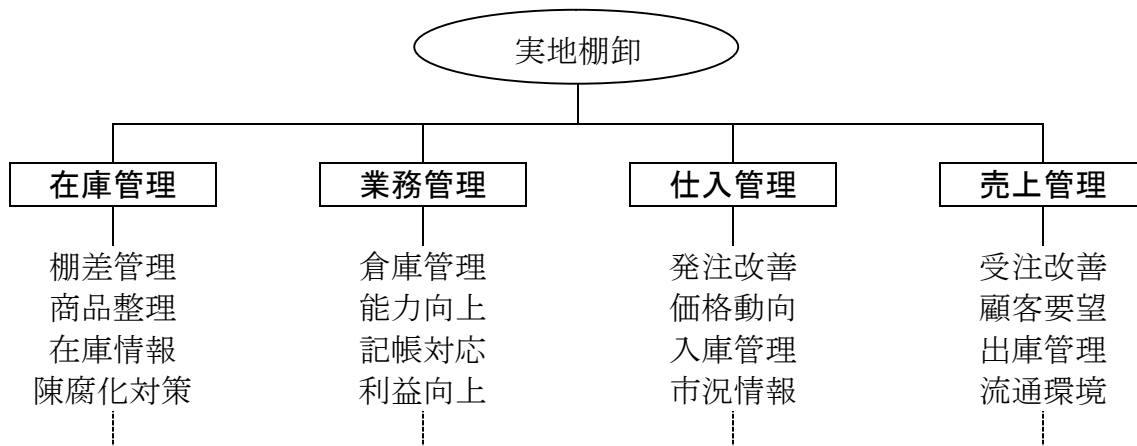 実地棚卸
在庫管理
棚差管理
商品整理
在庫情報
陳腐化対策
業務管理
倉庫管理
能力向上
記帳対応
利益向上
仕入管理
発注改善
価格動向
入庫管理
市況情報
売上管理
受注改善
顧客要望
出庫管理
流通環境